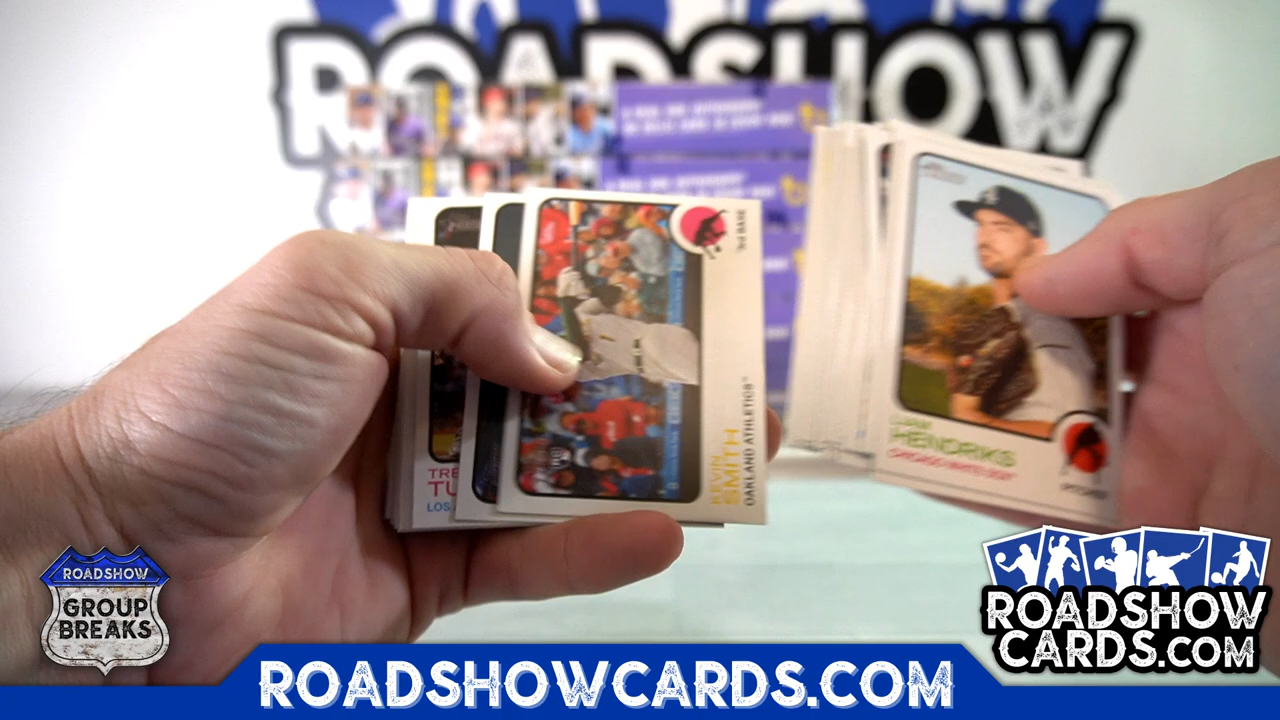 ROADSHOW
3RD BASE
KEVIN
SMITH
OAKLAND ATHLETICS™
TRE
TU
LOS
LIAM
HENDRIKS
CHICAGO WHITE SOX
ROADSHOW
GROUP
BREAKS
ROADSHOW
CARDS.COM
ROADSHOWCARDS.COM